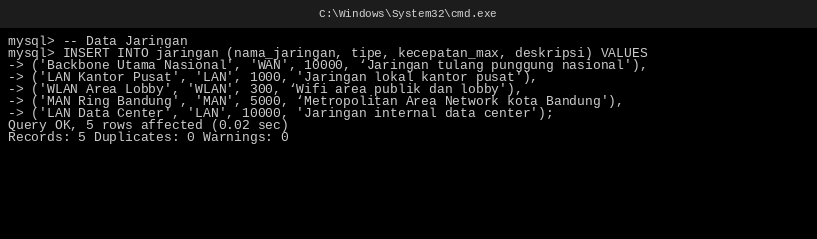 C:\Windows\System32\cmd.exe
mysql> -- Data Jaringan
mysql> INSERT INTO jaringan (nama_jaringan, tipe, kecepatan_max, deskripsi) VALUES
-> ('Backbone Utama Nasional', 'WAN', 10000, ‘Jaringan tulang punggung nasional'),
-> ('LAN Kantor Pusat', 'LAN', 1000, 'Jaringan lokal kantor pusat'),
-> ('WLAN Area Lobby', 'WLAN', 300, ‘Wifi area publik dan lobby'),
-> ('MAN Ring Bandung', 'MAN', 5000, ‘Metropolitan Area Network kota Bandung'),
-> ('LAN Data Center', 'LAN', 10000, 'Jaringan internal data center');
Query OK, 5 rows affected (0.02 sec)
Records: 5 Duplicates: 0 Warnings: 0